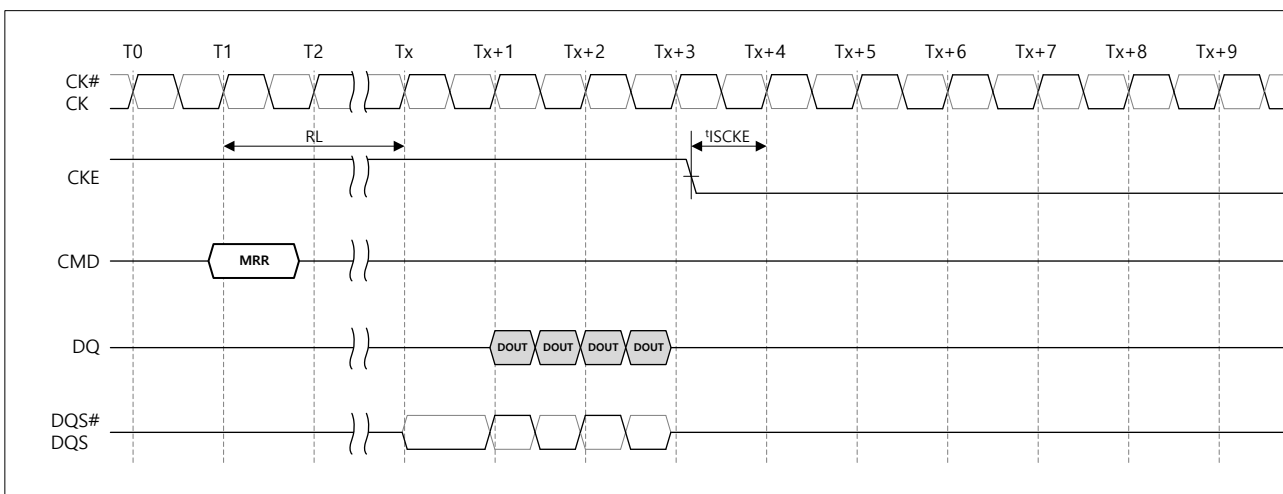 T0 T1 T2 Tx Tx+1 Tx+2 Tx+3 Tx+4 Tx+5 Tx+6 Tx+7 Tx+8 Tx+9
CK#
CK
RL tISCKE
CKE
CMD MRR
DQ DOUT DOUT DOUT DOUT
DQS#
DQS